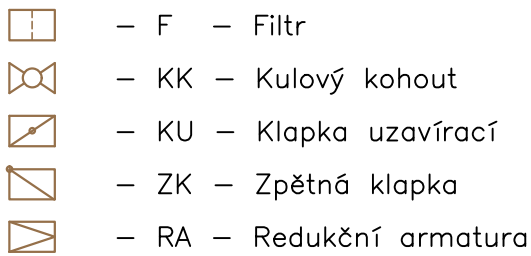 – F – Filtr
– KK – Kulový kohout
– KU – Klapka uzavírací
– ZK – Zpětná klapka
– RA – Redukční armatura